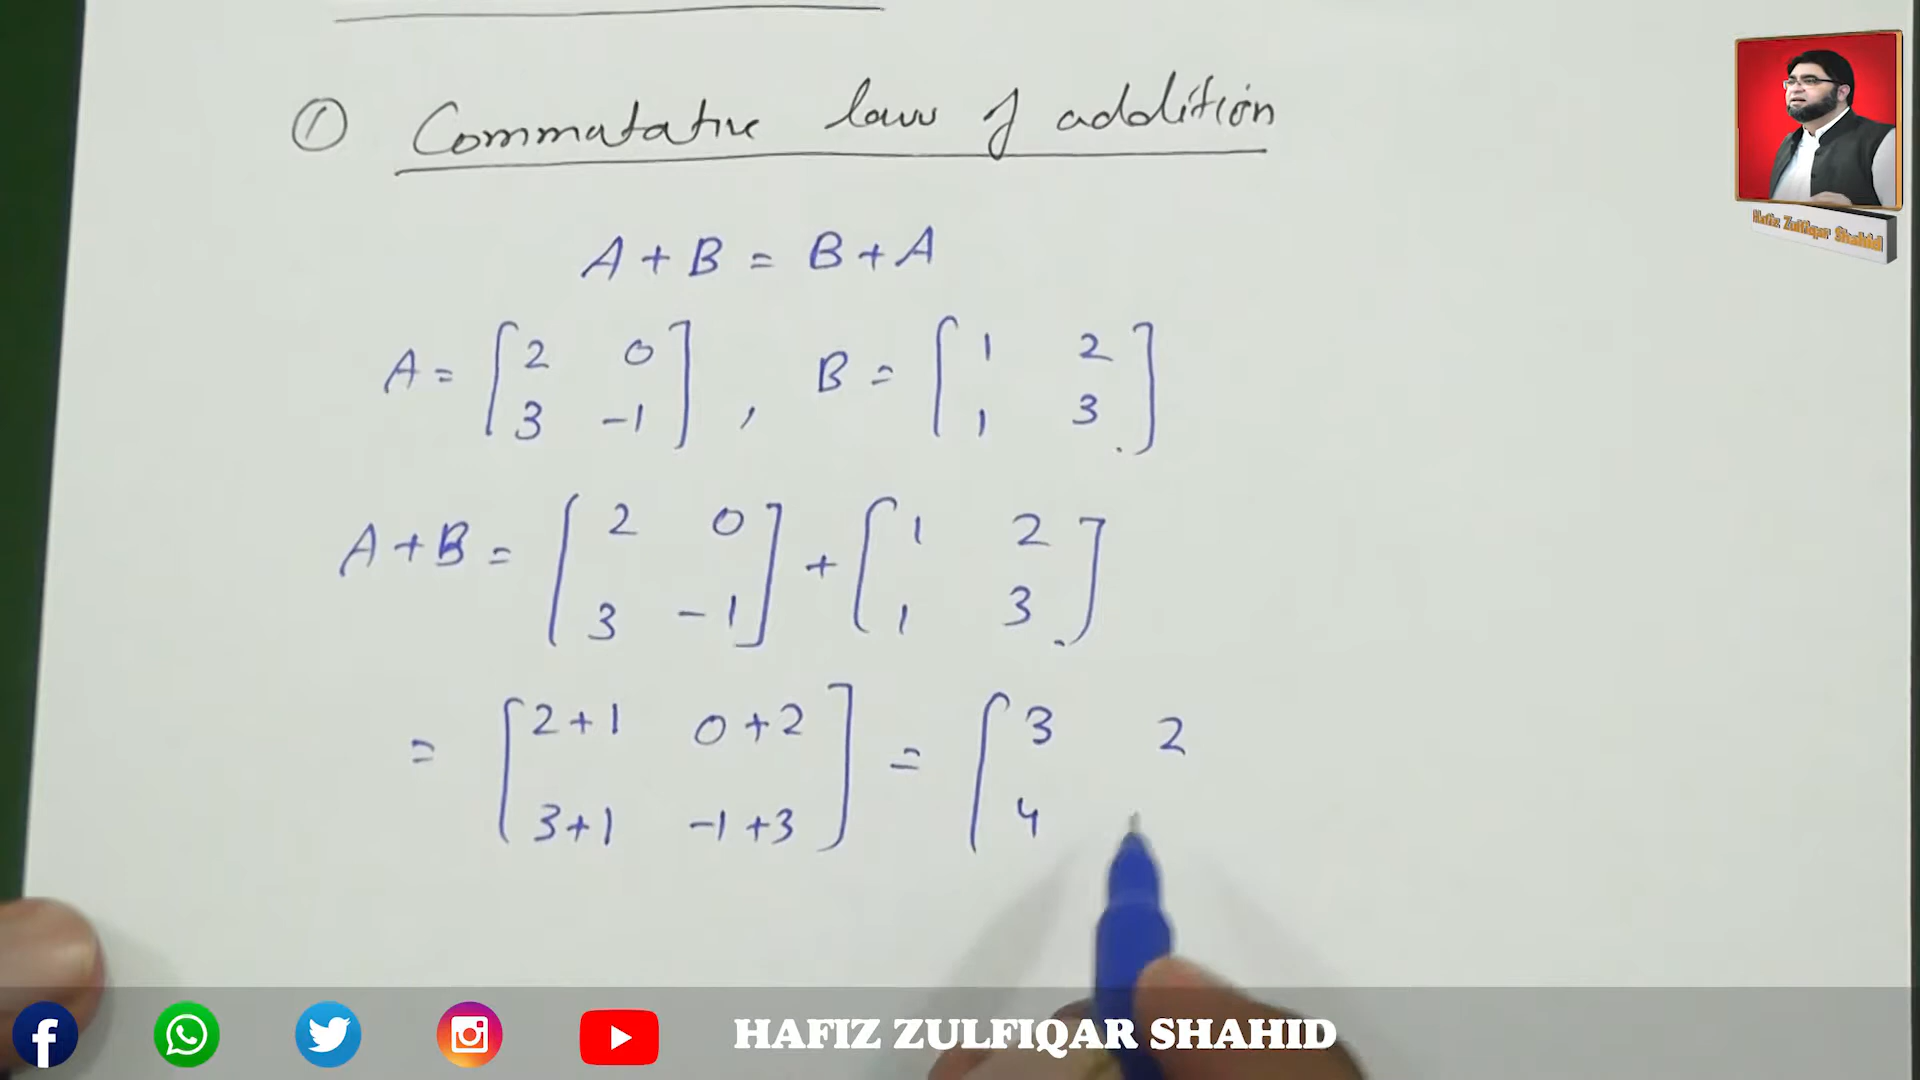 ① Commutative law of addition
A + B = B + A
A = [2 0
3 -1], B = [1 2
1 3]
A + B = [2 0
3 -1] + [1 2
1 3]
= [2+1 0+2
3+1 -1+3] = [3 2
4
Hafiz Zulfiqar Shahid
HAFIZ ZULFIQAR SHAHID